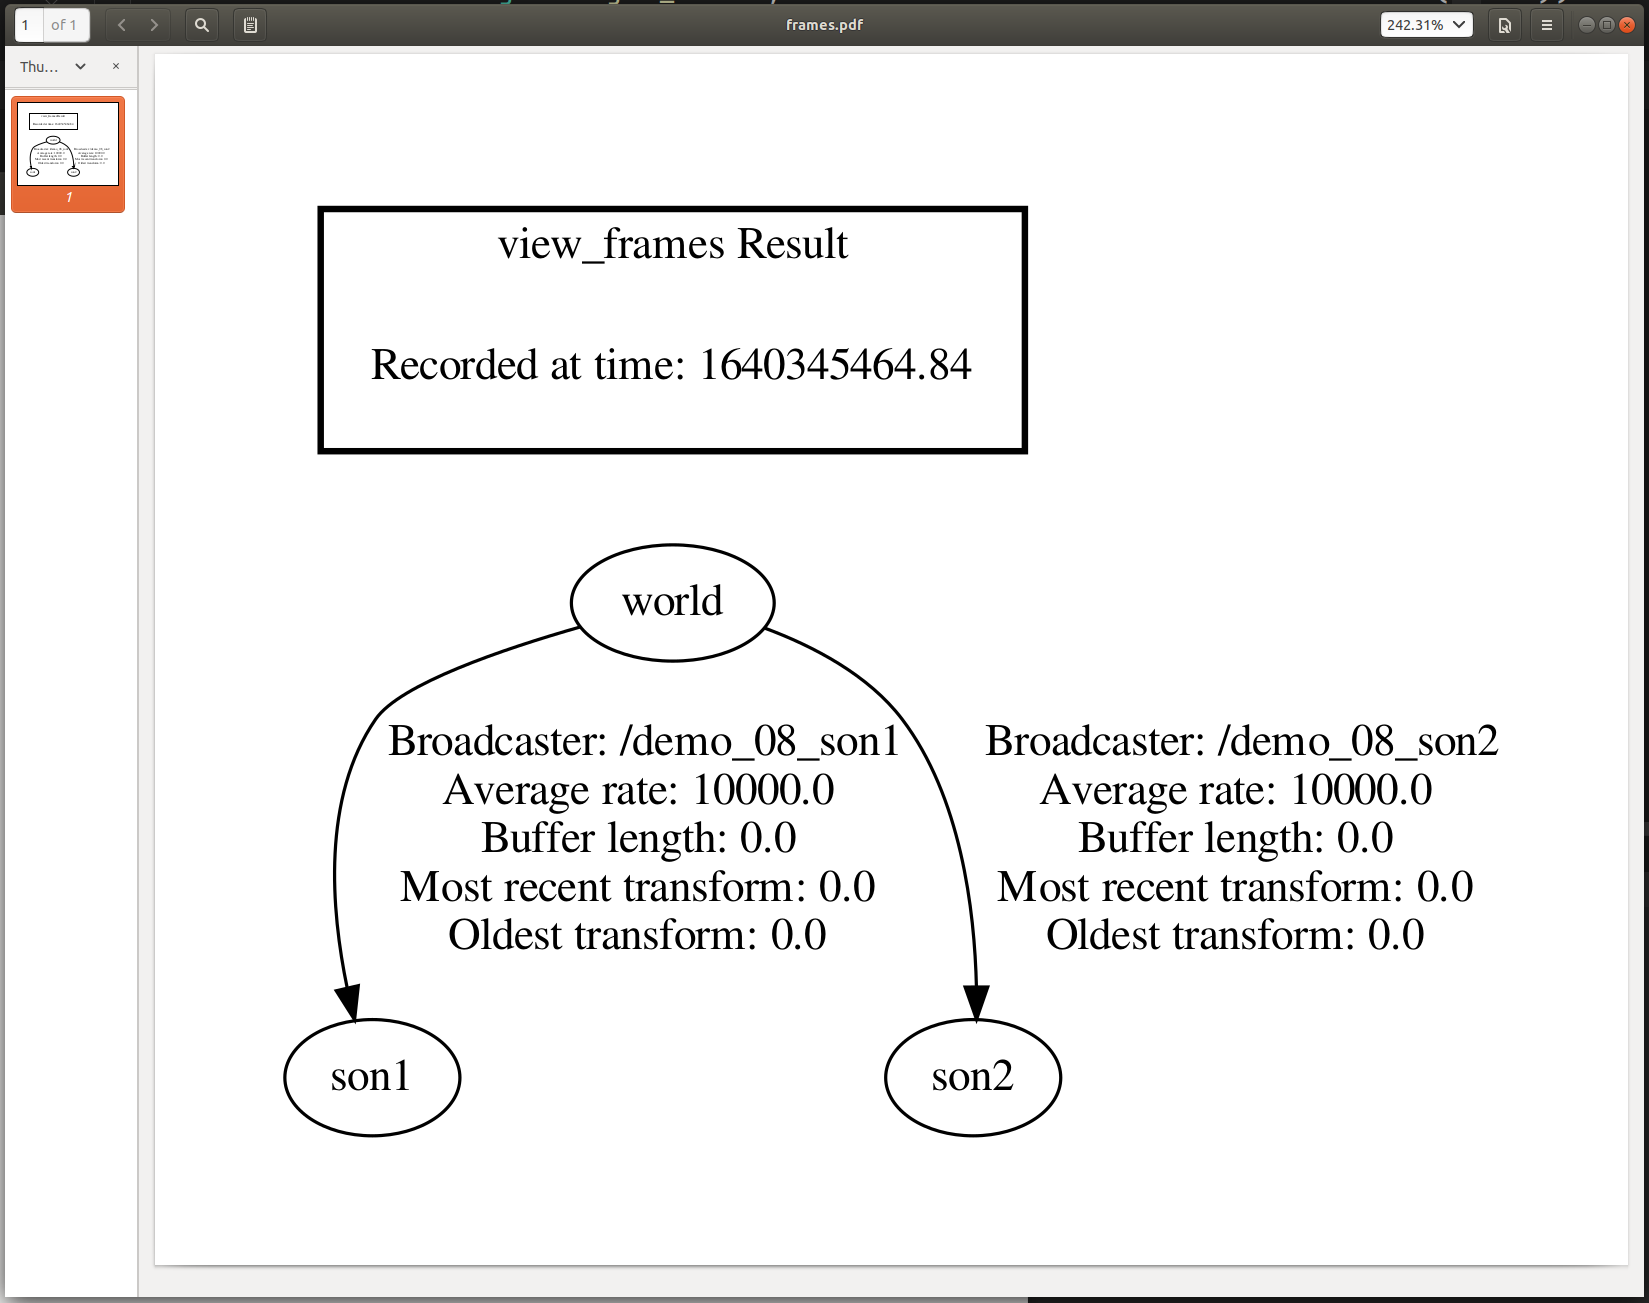 1 of 1
frames.pdf
242.31%
Thu...
1
view_frames Result
Recorded at time: 1640345464.84
world
Broadcaster: /demo_08_son1
Average rate: 10000.0
Buffer length: 0.0
Most recent transform: 0.0
Oldest transform: 0.0
Broadcaster: /demo_08_son2
Average rate: 10000.0
Buffer length: 0.0
Most recent transform: 0.0
Oldest transform: 0.0
son1
son2